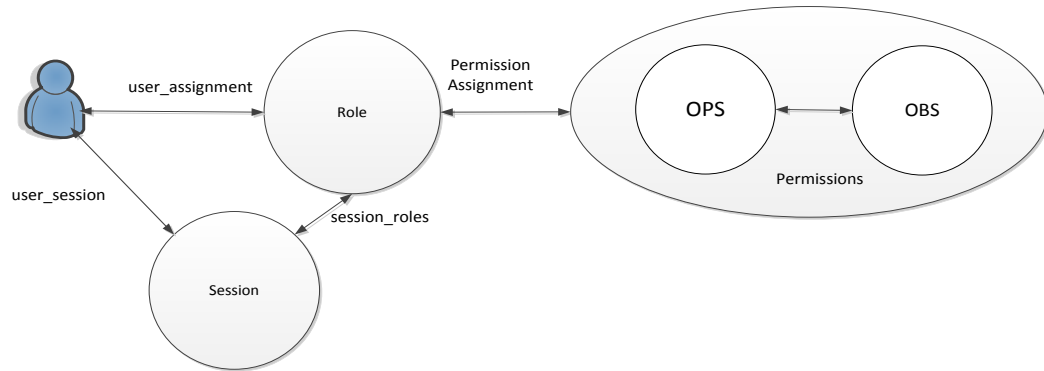 user_assignment
Role
Permission
Assignment
OPS
OBS
Permissions
user_session
session_roles
Session